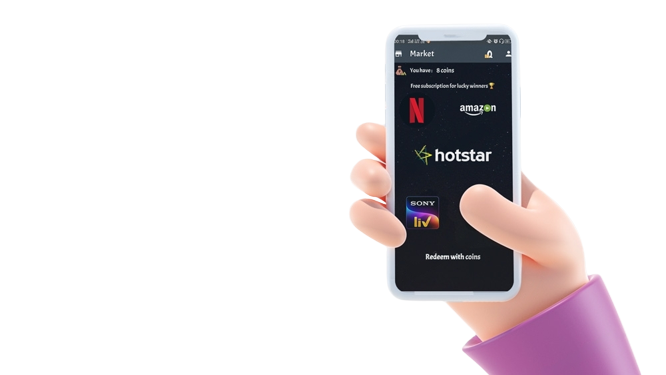 Market
You have: 8 coins
Free subscription for lucky winners 🏆
N
amazon
hotstar
SONY
liv
Redeem with coins